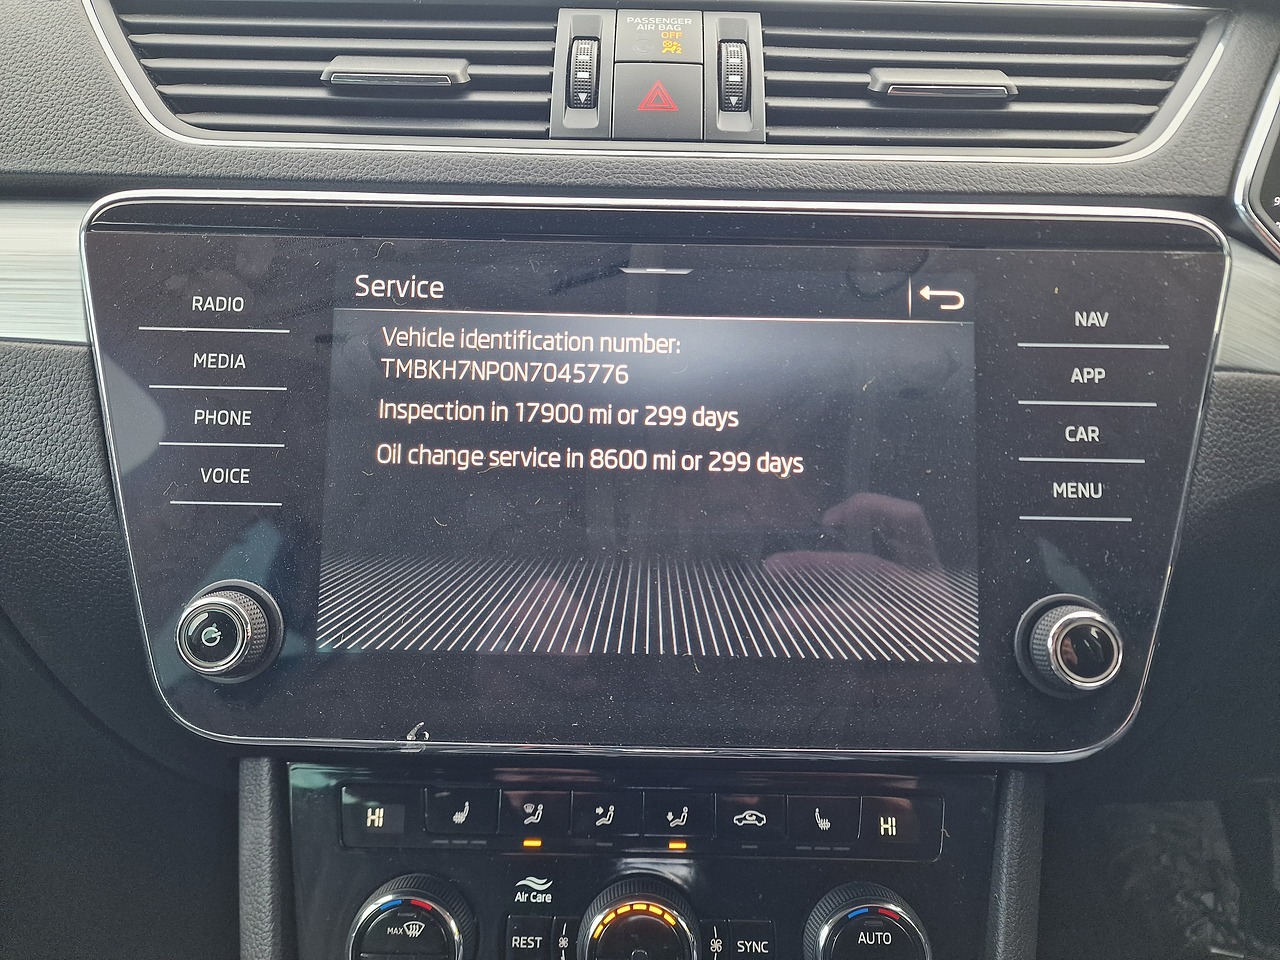 PASSENGER
AIR BAG
OFF
Service
RADIO
MEDIA
PHONE
VOICE
Vehicle identification number:
TMBKH7NP0N7045776
Inspection in 17900 mi or 299 days
Oil change service in 8600 mi or 299 days
NAV
APP
CAR
MENU
HI
HI
Air Care
MAX
REST
SYNC
AUTO